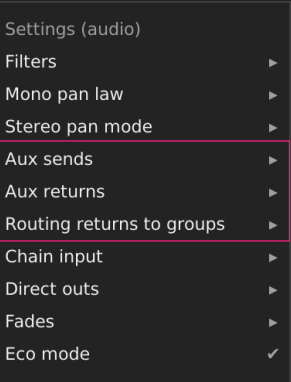 Settings (audio)
Filters
Mono pan law
Stereo pan mode
Aux sends
Aux returns
Routing returns to groups
Chain input
Direct outs
Fades
Eco mode